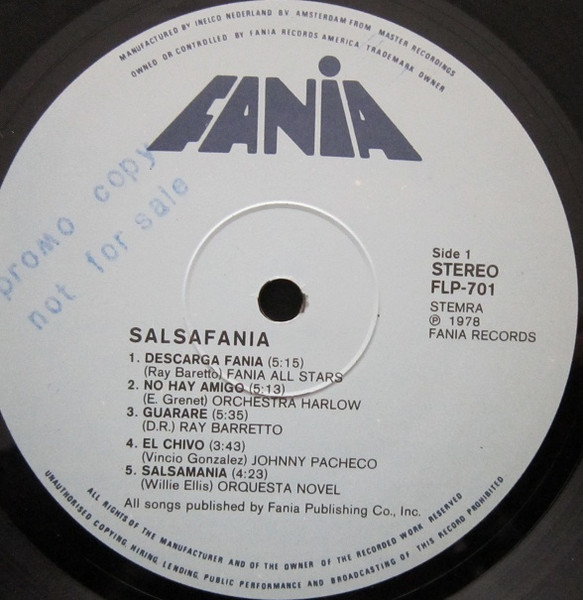 MANUFACTURED BY INELCO NEDERLAND BV AMSTERDAM FROM MASTER RECORDINGS
OWNED OR CONTROLLED BY FANIA RECORDS AMERICA TRADEMARK OWNER
FANIA
promo copy
not for sale
Side 1
STEREO
FLP-701
STEMRA
℗ 1978
FANIA RECORDS
SALSAFANIA
1. DESCARGA FANIA (5:15)
(Ray Baretto) FANIA ALL STARS
2. NO HAY AMIGO (5:13)
(E. Grenet) ORCHESTRA HARLOW
3. GUARARE (5:35)
(D.R.) RAY BARRETTO
4. EL CHIVO (3:43)
(Vincio Gonzalez) JOHNNY PACHECO
5. SALSAMANIA (4:23)
(Willie Ellis) ORQUESTA NOVEL
All songs published by Fania Publishing Co., Inc.
ALL RIGHTS OF THE MANUFACTURER AND OF THE OWNER OF THE RECORDED WORK RESERVED
UNAUTHORISED COPYING, HIRING, LENDING, PUBLIC PERFORMANCE AND BROADCASTING OF THIS RECORD PROHIBITED